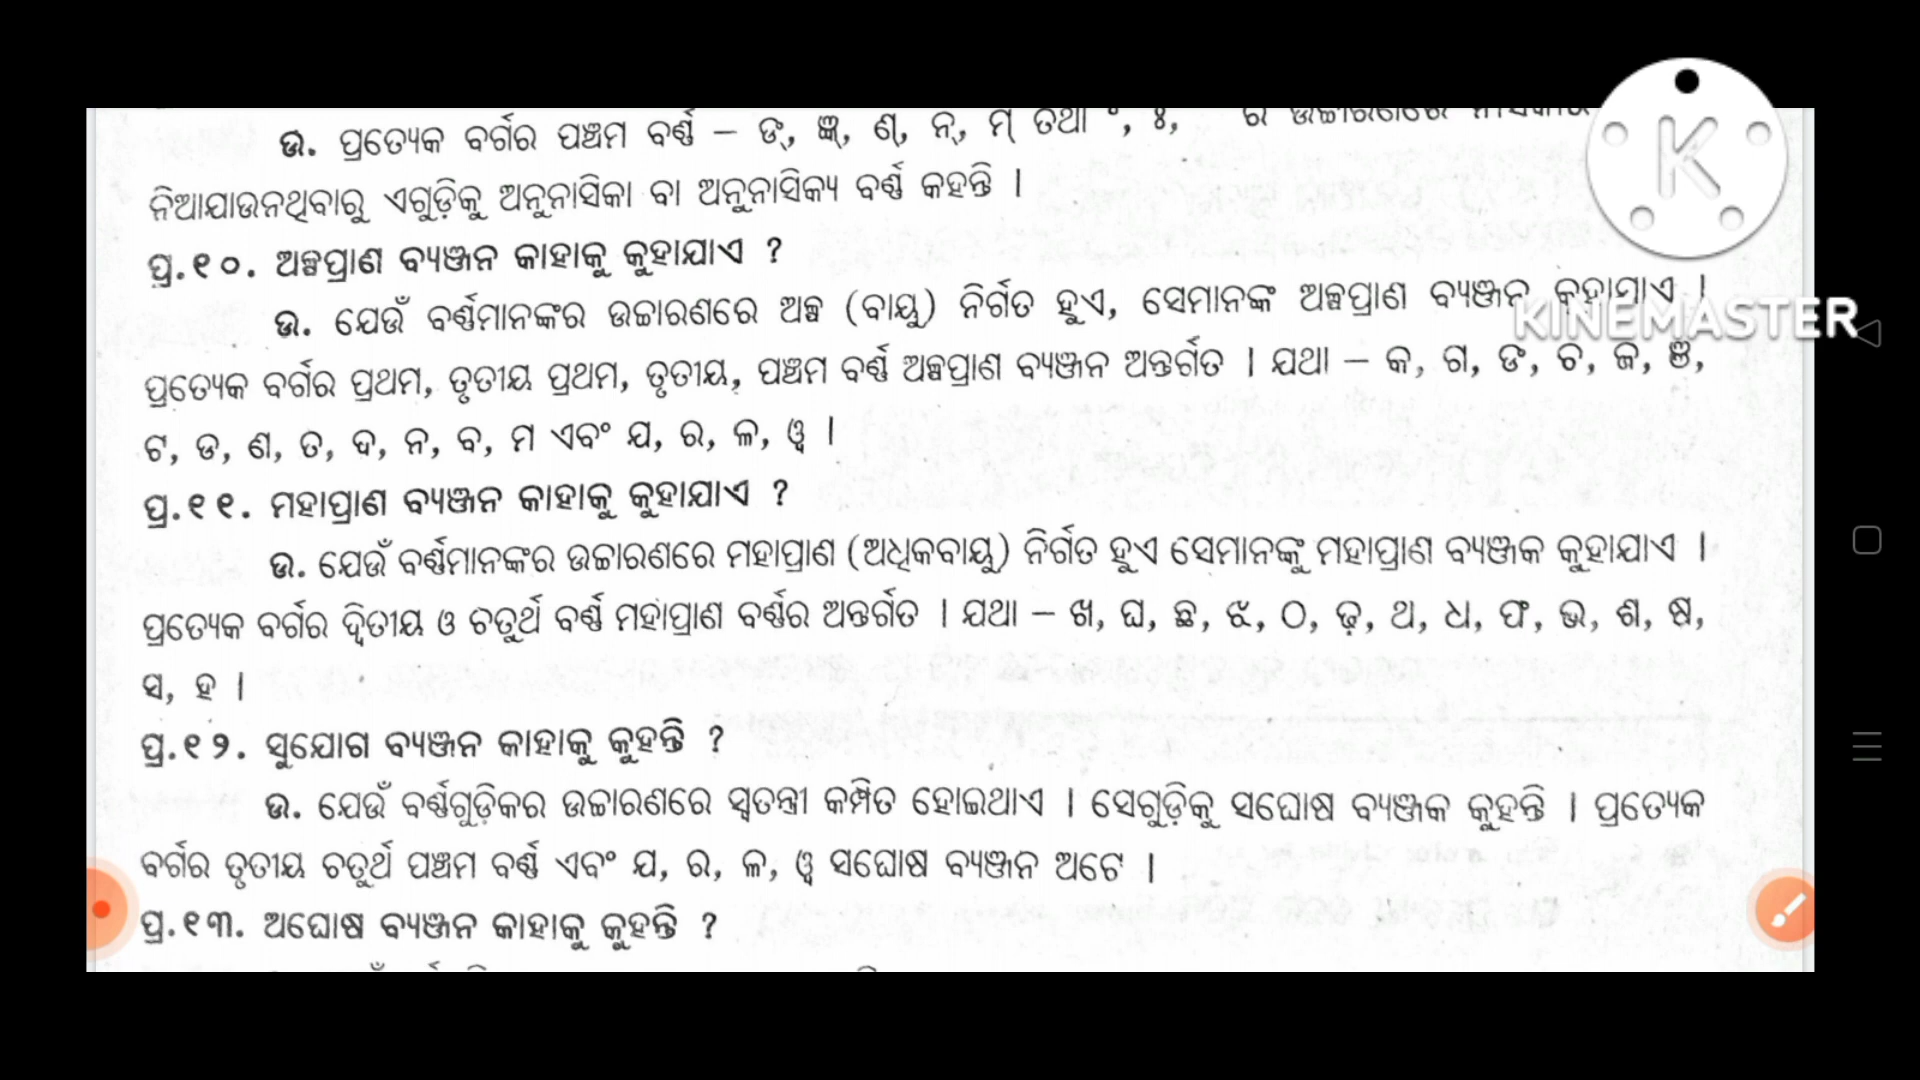 ଉ. ପ୍ରତ୍ୟେକ ବର୍ଗର ପଞ୍ଚମ ବର୍ଣ୍ଣ – ଙ୍, ଞ୍, ଣ୍, ନ୍, ମ୍ ତଥା ଂ, ଃ, ଁ ର ଉଚ୍ଚାରଣରେ
ନିଆଯାଉନଥିବାରୁ ଏଗୁଡ଼ିକୁ ଅନୁନାସିକା ବା ଅନୁନାସିକ୍ୟ ବର୍ଣ୍ଣ କହନ୍ତି ।
ପ୍ର.୧୦. ଅଳ୍ପପ୍ରାଣ ବ୍ୟଞ୍ଜନ କାହାକୁ କୁହାଯାଏ ?
ଉ. ଯେଉଁ ବର୍ଣ୍ଣମାନଙ୍କର ଉଚ୍ଚାରଣରେ ଅଳ୍ପ (ବାୟୁ) ନିର୍ଗତ ହୁଏ, ସେମାନଙ୍କ ଅଳ୍ପପ୍ରାଣ ବ୍ୟଞ୍ଜନ କୁହାଯାଏ ।
KINEMASTER
ପ୍ରତ୍ୟେକ ବର୍ଗର ପ୍ରଥମ, ତୃତୀୟ ପ୍ରଥମ, ତୃତୀୟ, ପଞ୍ଚମ ବର୍ଣ୍ଣ ଅଳ୍ପପ୍ରାଣ ବ୍ୟଞ୍ଜନ ଅନ୍ତର୍ଗତ । ଯଥା – କ, ଗ, ଙ, ଚ, ଜ, ଞ,
ଟ, ଡ, ଣ, ତ, ଦ, ନ, ବ, ମ ଏବଂ ଯ, ର, ଳ, ୱ ।
ପ୍ର.୧୧. ମହାପ୍ରାଣ ବ୍ୟଞ୍ଜନ କାହାକୁ କୁହାଯାଏ ?
ଉ. ଯେଉଁ ବର୍ଣ୍ଣମାନଙ୍କର ଉଚ୍ଚାରଣରେ ମହାପ୍ରାଣ (ଅଧିକବାୟୁ) ନିର୍ଗତ ହୁଏ ସେମାନଙ୍କୁ ମହାପ୍ରାଣ ବ୍ୟଞ୍ଜକ କୁହାଯାଏ ।
ପ୍ରତ୍ୟେକ ବର୍ଗର ଦ୍ୱିତୀୟ ଓ ଚତୁର୍ଥ ବର୍ଣ୍ଣ ମହାପ୍ରାଣ ବର୍ଣ୍ଣର ଅନ୍ତର୍ଗତ । ଯଥା – ଖ, ଘ, ଛ, ଝ, ଠ, ଢ଼, ଥ, ଧ, ଫ, ଭ, ଶ, ଷ,
ସ, ହ ।
ପ୍ର.୧୨. ସୁଯୋଗ ବ୍ୟଞ୍ଜନ କାହାକୁ କୁହନ୍ତି ?
ଉ. ଯେଉଁ ବର୍ଣ୍ଣଗୁଡ଼ିକର ଉଚ୍ଚାରଣରେ ସ୍ୱତନ୍ତ୍ରୀ କମ୍ପିତ ହୋଇଥାଏ । ସେଗୁଡ଼ିକୁ ସଘୋଷ ବ୍ୟଞ୍ଜକ କୁହନ୍ତି । ପ୍ରତ୍ୟେକ
ବର୍ଗର ତୃତୀୟ ଚତୁର୍ଥ ପଞ୍ଚମ ବର୍ଣ୍ଣ ଏବଂ ଯ, ର, ଳ, ୱ ସଘୋଷ ବ୍ୟଞ୍ଜନ ଅଟେ ।
ପ୍ର.୧୩. ଅଘୋଷ ବ୍ୟଞ୍ଜନ କାହାକୁ କୁହନ୍ତି ?